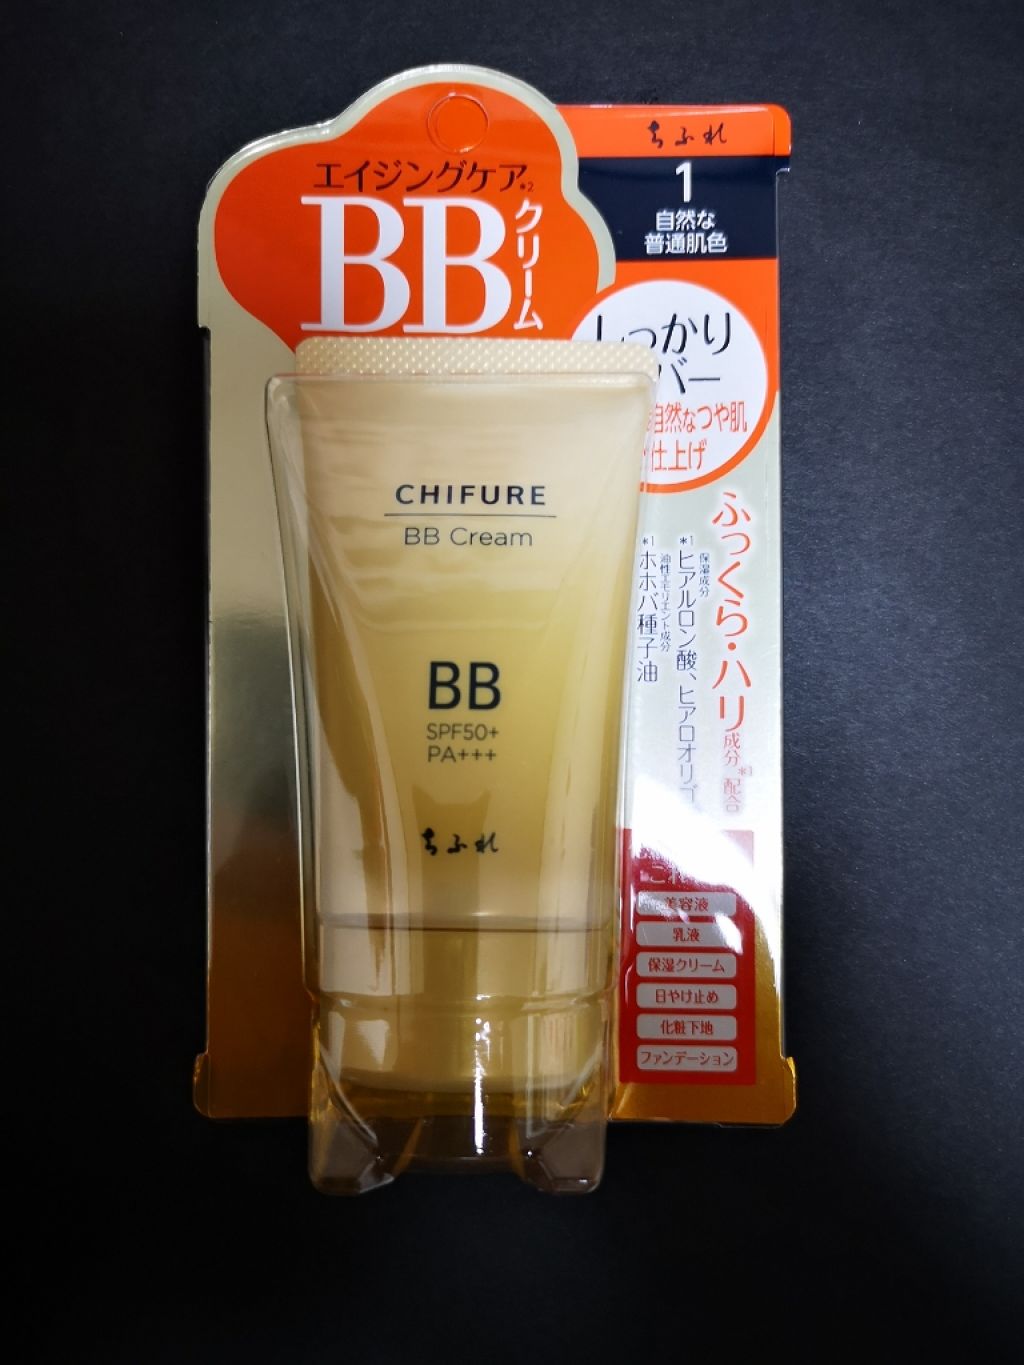 ちふれ
1
自然な
普通肌色
エイジングケア*2
BB
クリーム
しっかり
バー
自然なつや肌
仕上げ
CHIFURE
BB Cream
BB
SPF50+
PA+++
ちふれ
ふっくら・ハリ成分*1配合
保湿成分
*1ヒアルロン酸、ヒアロオリゴ
油性エモリエント成分
*1ホホバ種子油
美容液
乳液
保湿クリーム
日やけ止め
化粧下地
ファンデーション